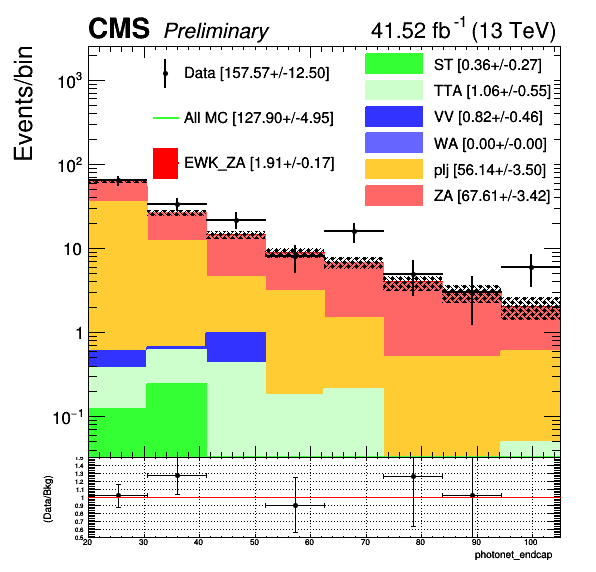 CMS Preliminary 41.52 fb⁻¹ (13 TeV)
Events/bin
Data [157.57+/-12.50]
All MC [127.90+/-4.95]
EWK_ZA [1.91+/-0.17]
ST [0.36+/-0.27]
TTA [1.06+/-0.55]
VV [0.82+/-0.46]
WA [0.00+/-0.00]
plj [56.14+/-3.50]
ZA [67.61+/-3.42]
10³
10²
10
1
10⁻¹
(Data/Bkg)
1.5
1.4
1.3
1.2
1.1
1
0.9
0.8
0.7
0.6
0.5
20 30 40 50 60 70 80 90 100
photonet_endcap